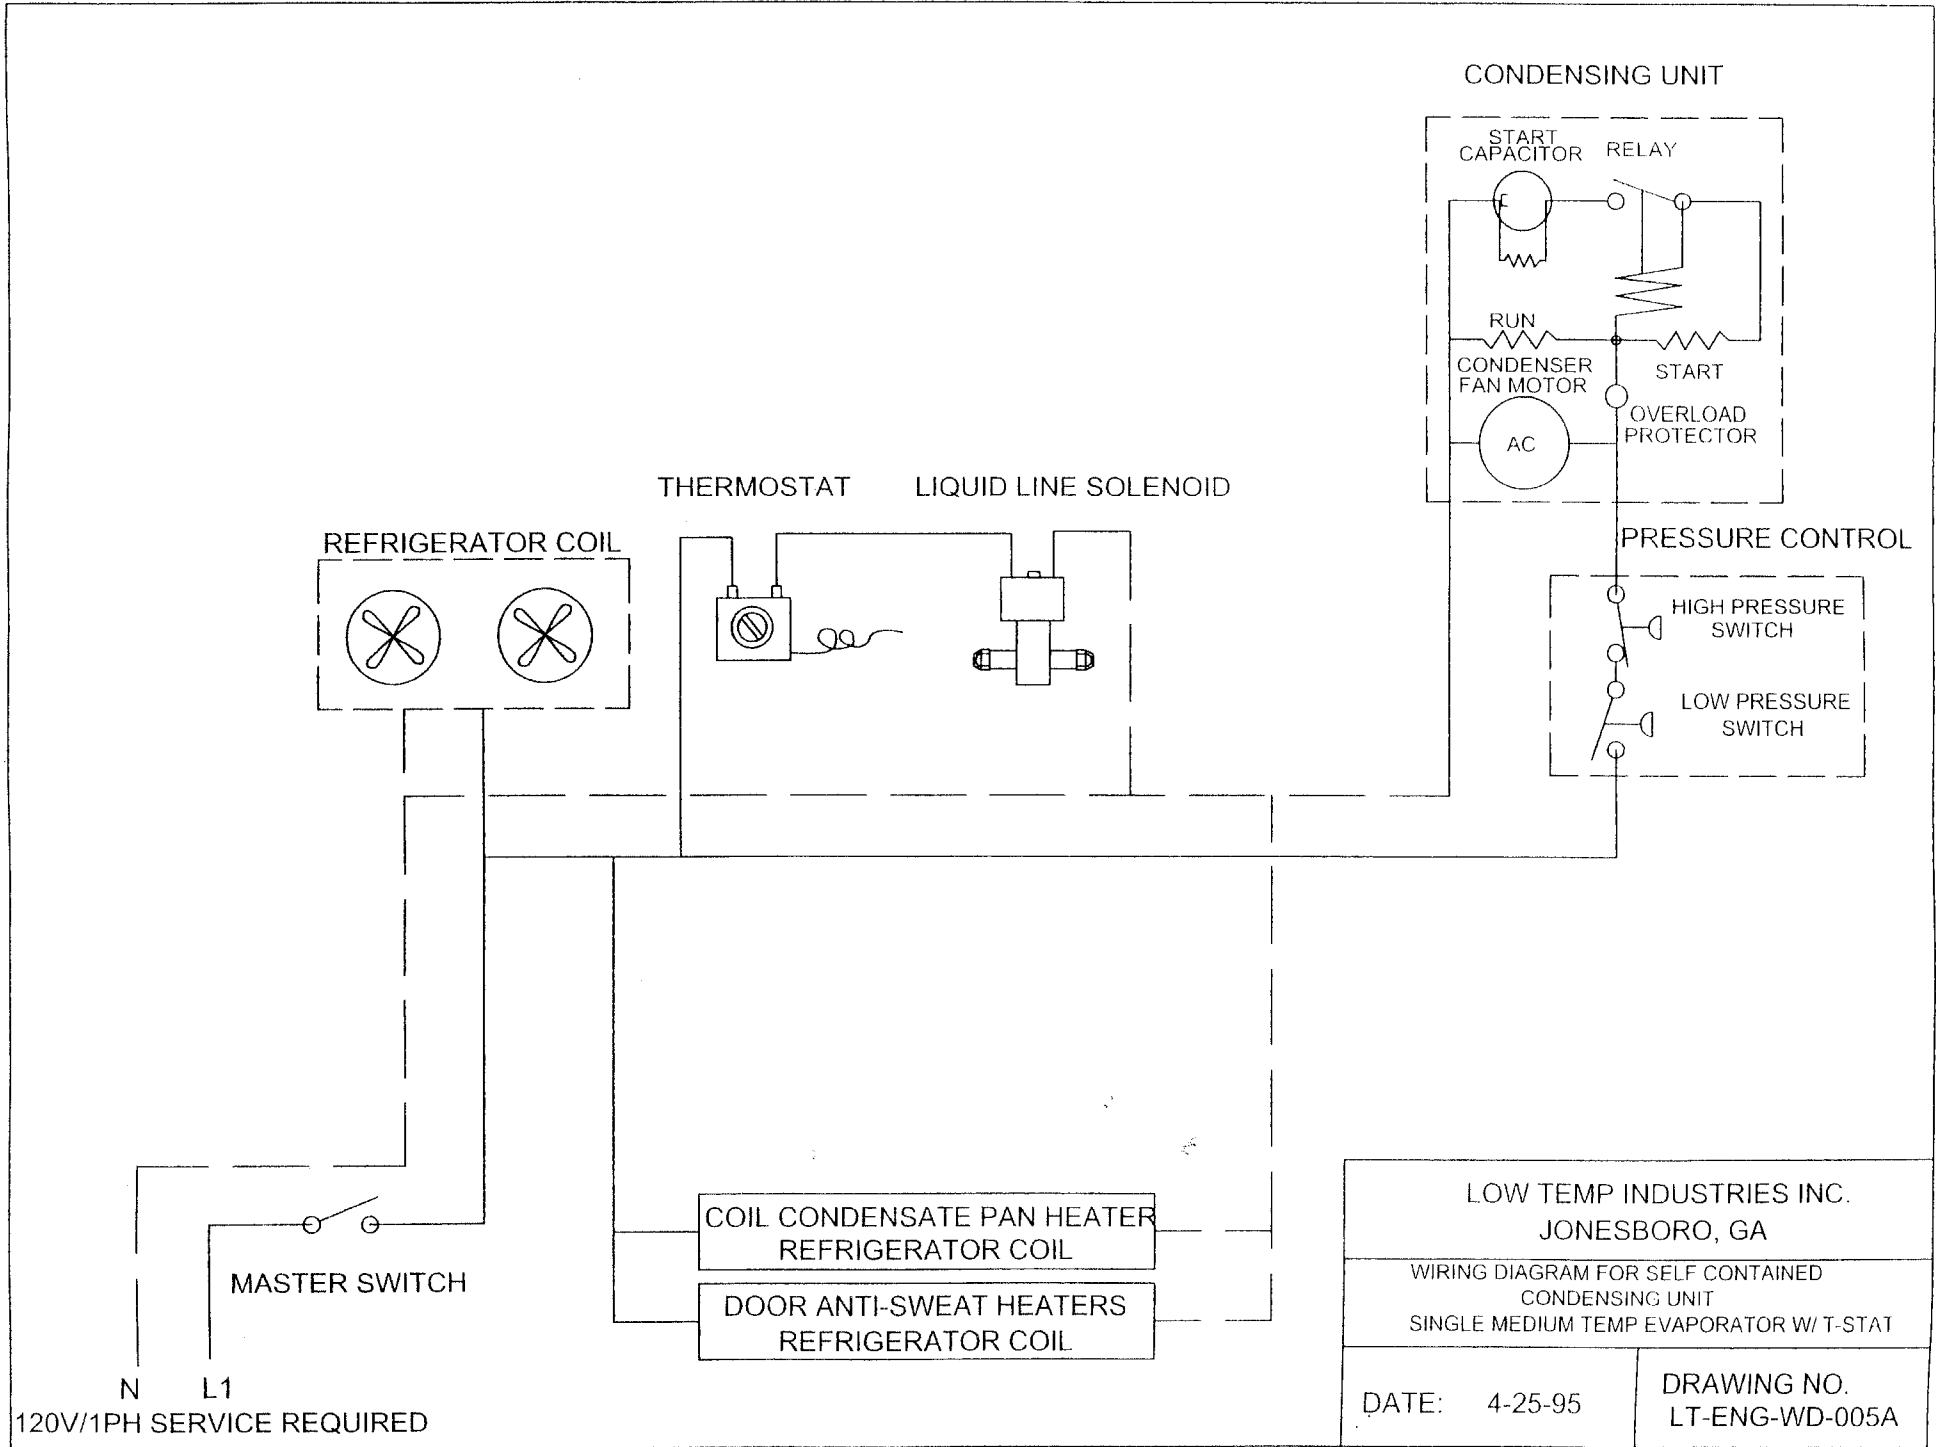 CONDENSING UNIT
START
CAPACITOR
RELAY
RUN
CONDENSER
FAN MOTOR
START
AC
OVERLOAD
PROTECTOR
THERMOSTAT
LIQUID LINE SOLENOID
REFRIGERATOR COIL
PRESSURE CONTROL
HIGH PRESSURE
SWITCH
LOW PRESSURE
SWITCH
COIL CONDENSATE PAN HEATER
REFRIGERATOR COIL
DOOR ANTI-SWEAT HEATERS
REFRIGERATOR COIL
MASTER SWITCH
N
L1
120V/1PH SERVICE REQUIRED
LOW TEMP INDUSTRIES INC.
JONESBORO, GA
WIRING DIAGRAM FOR SELF CONTAINED
CONDENSING UNIT
SINGLE MEDIUM TEMP EVAPORATOR W/ T-STAT
DATE: 4-25-95
DRAWING NO.
LT-ENG-WD-005A